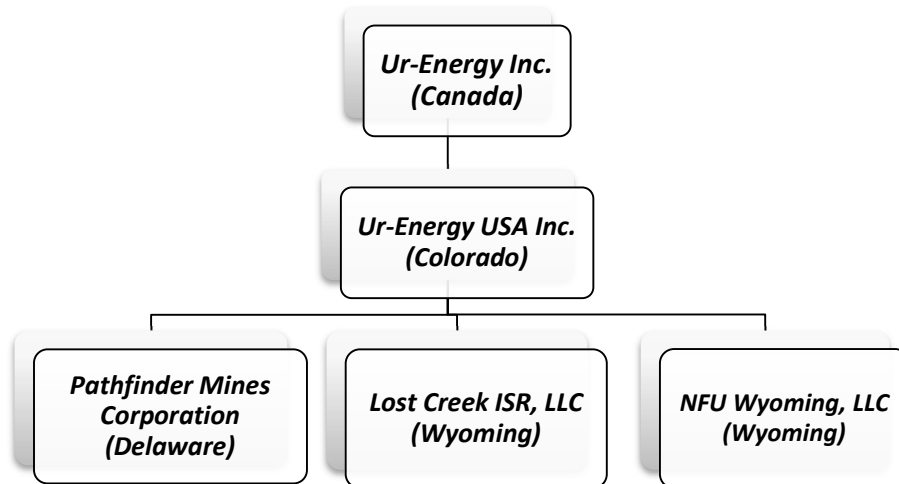 Ur-Energy Inc.
(Canada)
Ur-Energy USA Inc.
(Colorado)
Pathfinder Mines
Corporation
(Delaware)
Lost Creek ISR, LLC
(Wyoming)
NFU Wyoming, LLC
(Wyoming)